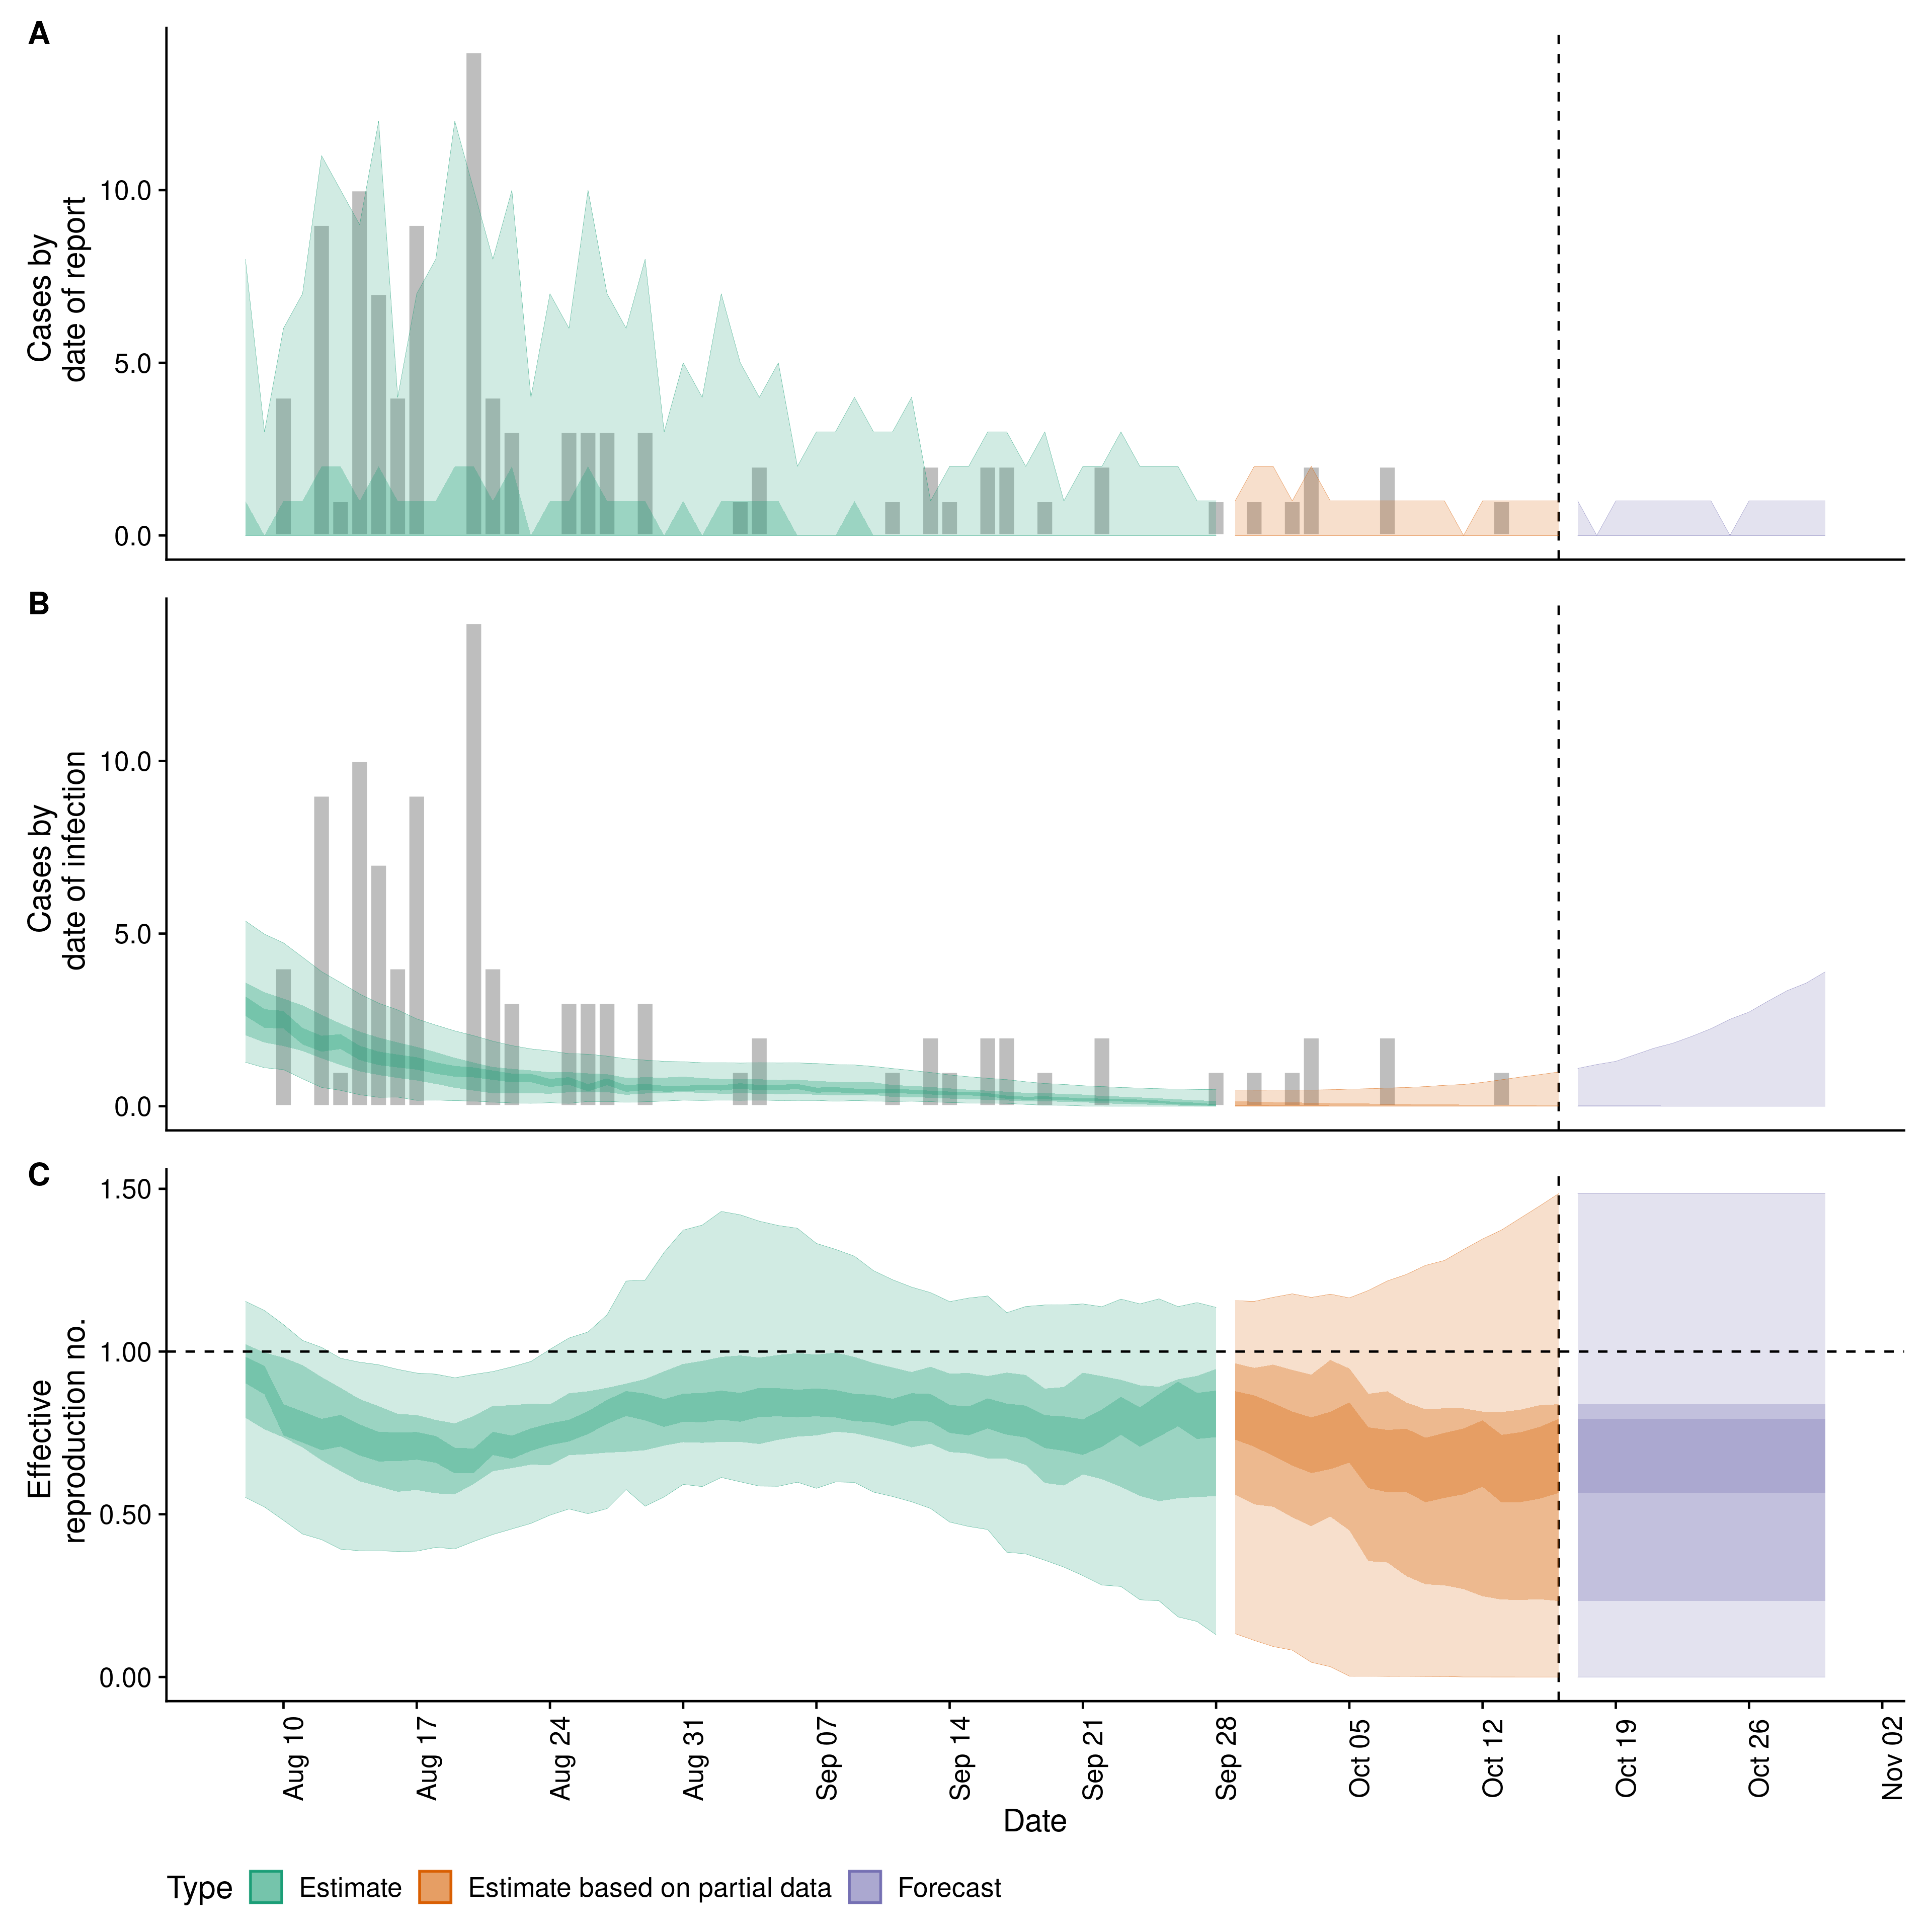 A
Cases by
date of report
10.0
5.0
0.0
B
Cases by
date of infection
10.0
5.0
0.0
C
Effective
reproduction no.
1.50
1.00
0.50
0.00
Aug 10
Aug 17
Aug 24
Aug 31
Sep 07
Sep 14
Sep 21
Sep 28
Oct 05
Oct 12
Oct 19
Oct 26
Nov 02
Date
Type Estimate Estimate based on partial data Forecast